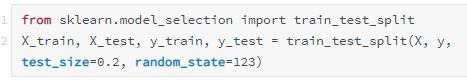 1 from sklearn.model_selection import train_test_split
2 X_train, X_test, y_train, y_test = train_test_split(X, y,
test_size=0.2, random_state=123)